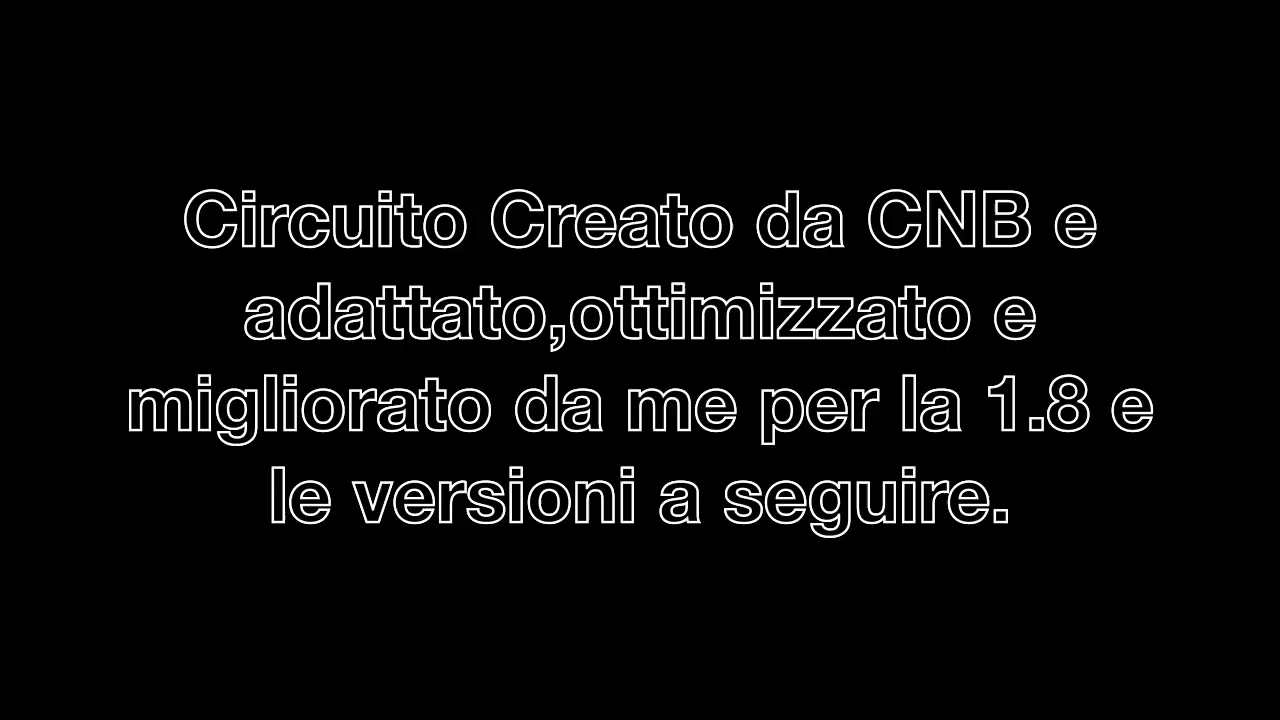 Circuito Creato da CNB e
adattato,ottimizzato e
migliorato da me per la 1.8 e
le versioni a seguire.